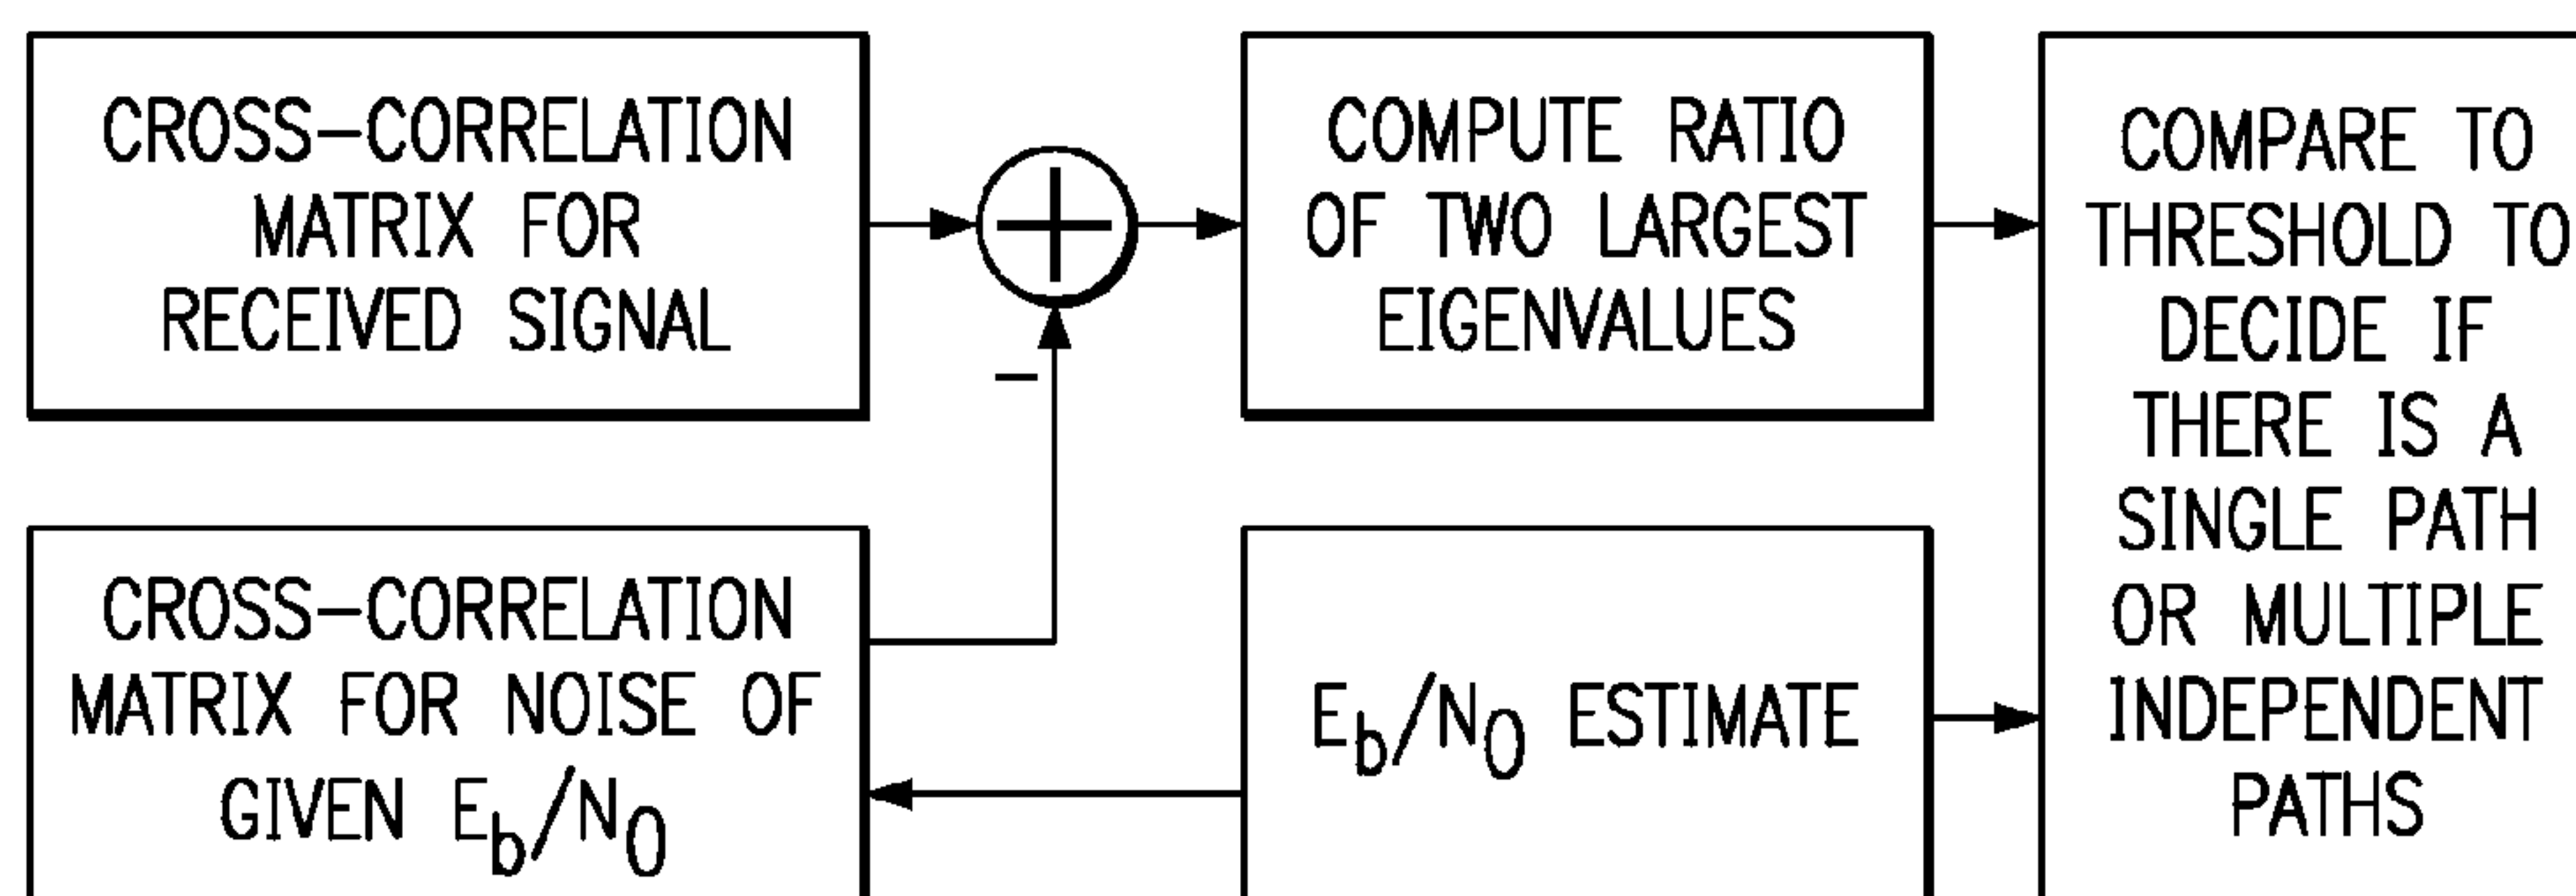 CROSS-CORRELATION
MATRIX FOR
RECEIVED SIGNAL
–
COMPUTE RATIO
OF TWO LARGEST
EIGENVALUES
CROSS-CORRELATION
MATRIX FOR NOISE OF
GIVEN Eb/N0
Eb/N0 ESTIMATE
COMPARE TO
THRESHOLD TO
DECIDE IF
THERE IS A
SINGLE PATH
OR MULTIPLE
INDEPENDENT
PATHS